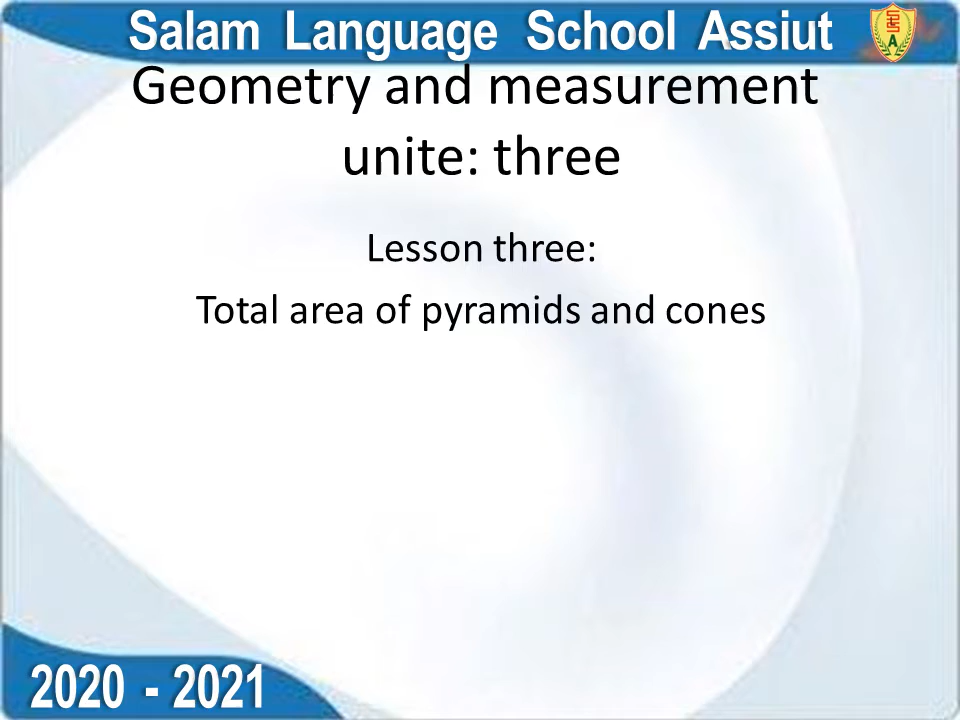 Salam Language School Assiut
Geometry and measurement
unite: three
Lesson three:
Total area of pyramids and cones
2020 - 2021